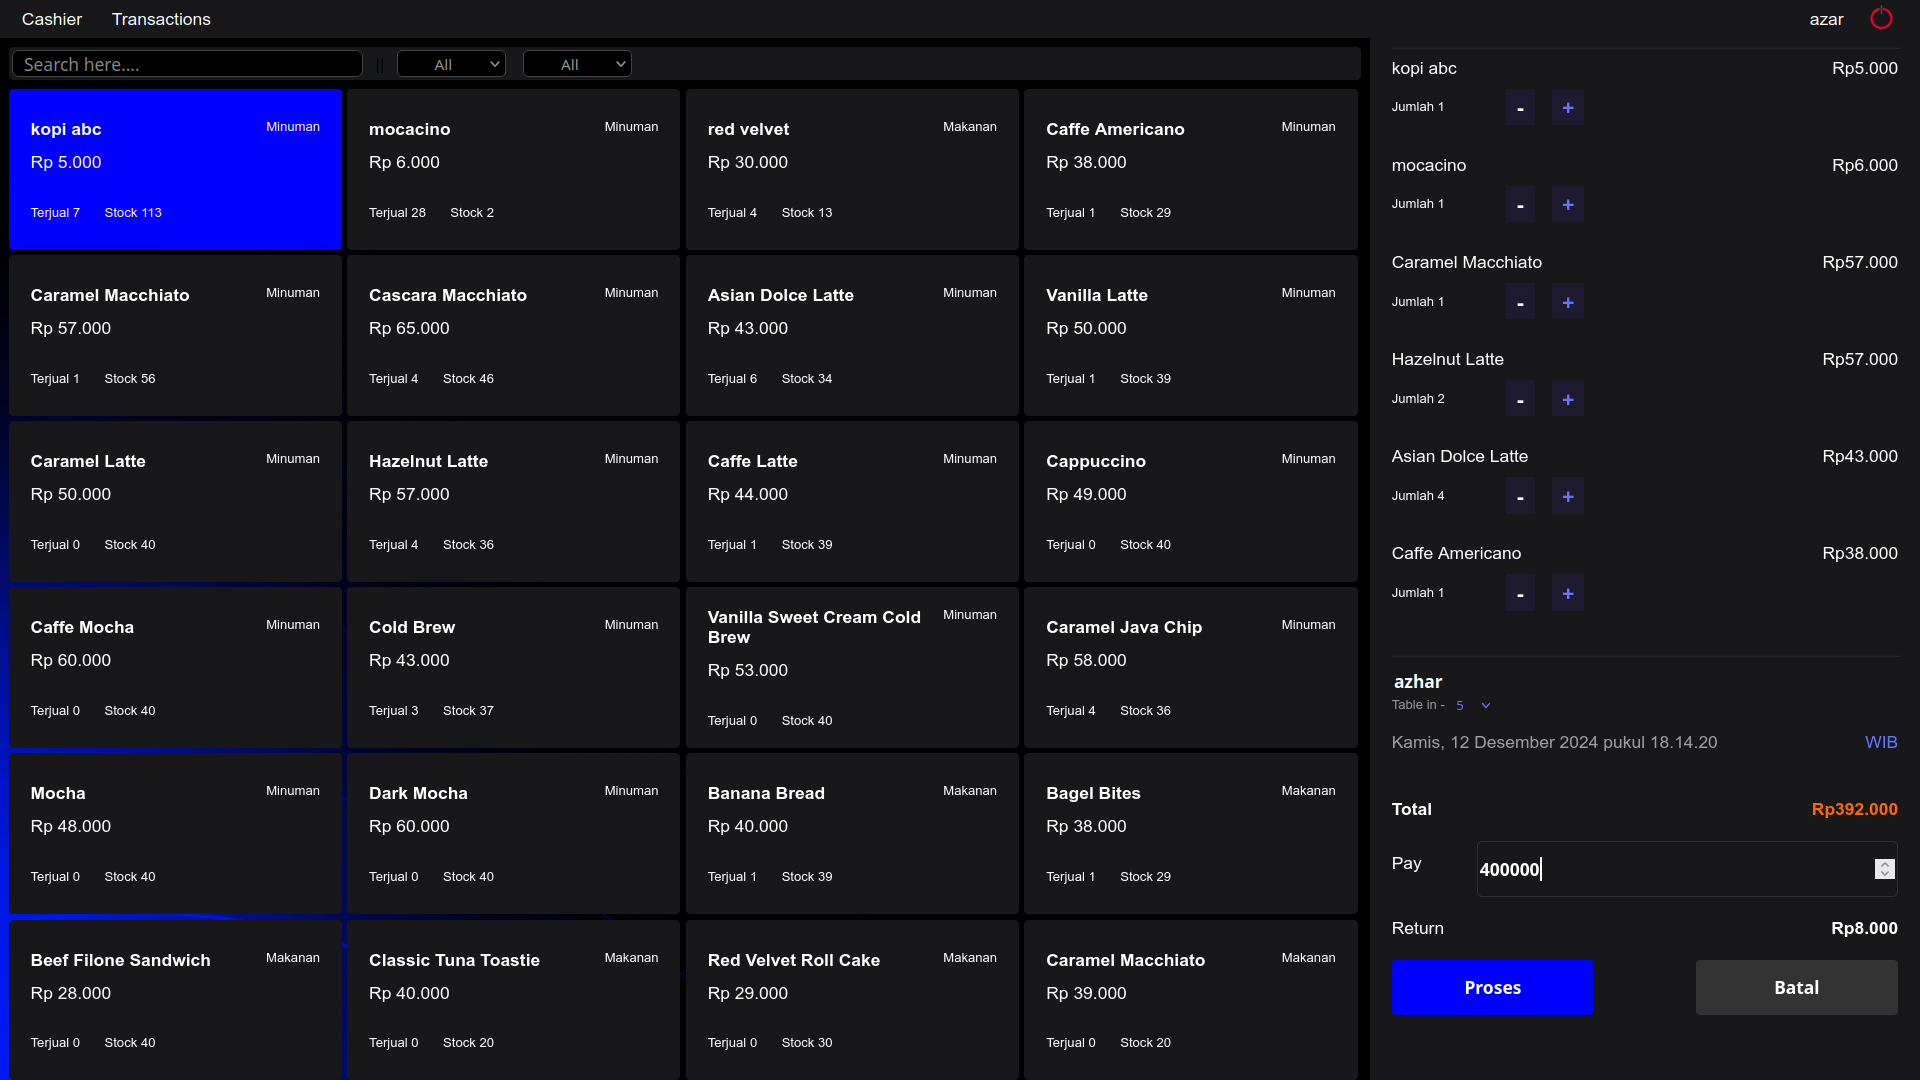 Cashier Transactions azar
Search here.... || All All
kopi abc Minuman
Rp 5.000
Terjual 7 Stock 113
mocacino Minuman
Rp 6.000
Terjual 28 Stock 2
red velvet Makanan
Rp 30.000
Terjual 4 Stock 13
Caffe Americano Minuman
Rp 38.000
Terjual 1 Stock 29
Caramel Macchiato Minuman
Rp 57.000
Terjual 1 Stock 56
Cascara Macchiato Minuman
Rp 65.000
Terjual 4 Stock 46
Asian Dolce Latte Minuman
Rp 43.000
Terjual 6 Stock 34
Vanilla Latte Minuman
Rp 50.000
Terjual 1 Stock 39
Caramel Latte Minuman
Rp 50.000
Terjual 0 Stock 40
Hazelnut Latte Minuman
Rp 57.000
Terjual 4 Stock 36
Caffe Latte Minuman
Rp 44.000
Terjual 1 Stock 39
Cappuccino Minuman
Rp 49.000
Terjual 0 Stock 40
Caffe Mocha Minuman
Rp 60.000
Terjual 0 Stock 40
Cold Brew Minuman
Rp 43.000
Terjual 3 Stock 37
Vanilla Sweet Cream Cold Minuman
Brew
Rp 53.000
Terjual 0 Stock 40
Caramel Java Chip Minuman
Rp 58.000
Terjual 4 Stock 36
Mocha Minuman
Rp 48.000
Terjual 0 Stock 40
Dark Mocha Minuman
Rp 60.000
Terjual 0 Stock 40
Banana Bread Makanan
Rp 40.000
Terjual 1 Stock 39
Bagel Bites Makanan
Rp 38.000
Terjual 1 Stock 29
Beef Filone Sandwich Makanan
Rp 28.000
Terjual 0 Stock 40
Classic Tuna Toastie Makanan
Rp 40.000
Terjual 0 Stock 20
Red Velvet Roll Cake Makanan
Rp 29.000
Terjual 0 Stock 30
Caramel Macchiato Makanan
Rp 39.000
Terjual 0 Stock 20
kopi abc Rp5.000
Jumlah 1 - +
mocacino Rp6.000
Jumlah 1 - +
Caramel Macchiato Rp57.000
Jumlah 1 - +
Hazelnut Latte Rp57.000
Jumlah 2 - +
Asian Dolce Latte Rp43.000
Jumlah 4 - +
Caffe Americano Rp38.000
Jumlah 1 - +
azhar
Table in - 5
Kamis, 12 Desember 2024 pukul 18.14.20 WIB
Total Rp392.000
Pay 400000
Return Rp8.000
Proses Batal